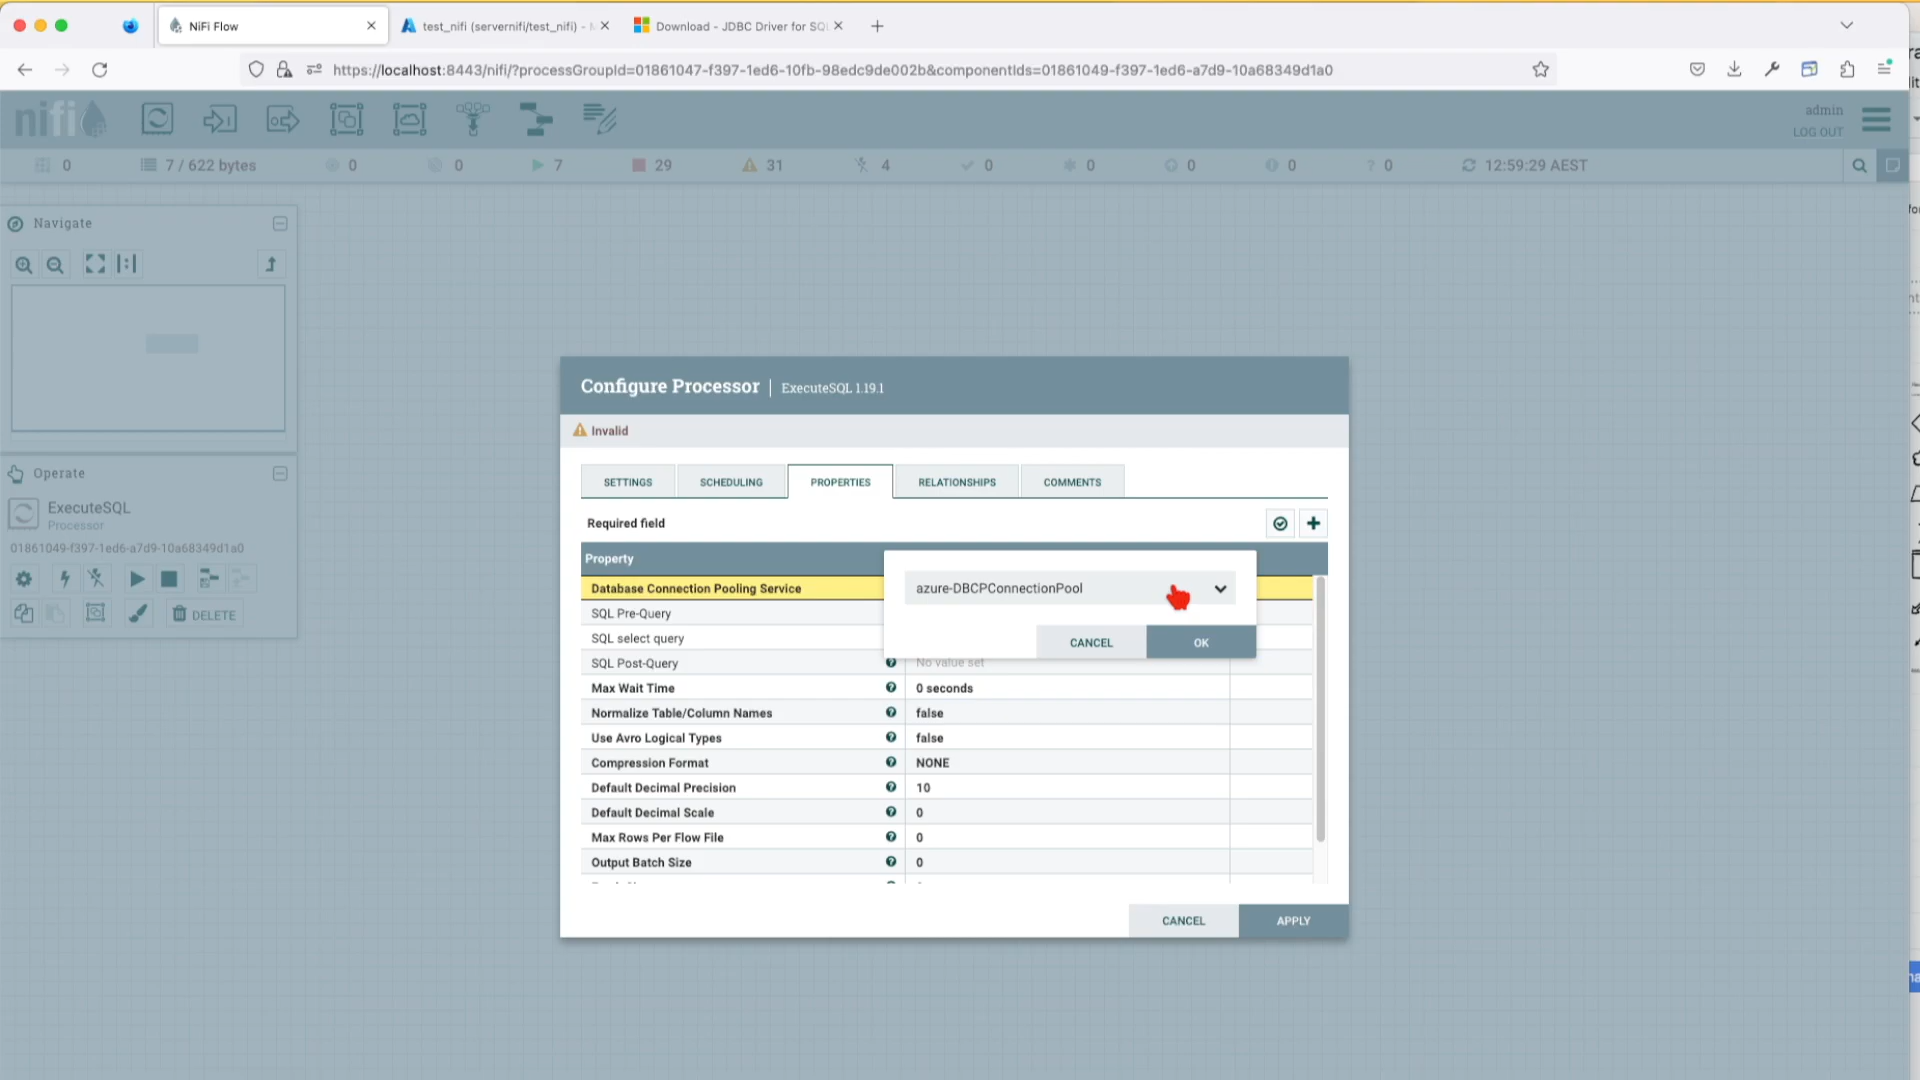 NiFi Flow
test_nifi (servernifi/test_nifi) -
Download - JDBC Driver for SQL
https://localhost:8443/nifi/?processGroupId=01861047-f397-1ed6-10fb-98edc9de002b&componentIds=01861049-f397-1ed6-a7d9-10a68349d1a0
nifi
admin
LOG OUT
0
7 / 622 bytes
0
0
7
29
31
4
0
0
0
0
? 0
12:59:29 AEST
Navigate
Operate
ExecuteSQL
Processor
01861049-f397-1ed6-a7d9-10a68349d1a0
DELETE
Configure Processor | ExecuteSQL 1.19.1
Invalid
SETTINGS
SCHEDULING
PROPERTIES
RELATIONSHIPS
COMMENTS
Required field
Property
Database Connection Pooling Service
azure-DBCPConnectionPool
CANCEL
OK
SQL Pre-Query
SQL select query
SQL Post-Query
No value set
Max Wait Time
0 seconds
Normalize Table/Column Names
false
Use Avro Logical Types
false
Compression Format
NONE
Default Decimal Precision
10
Default Decimal Scale
0
Max Rows Per Flow File
0
Output Batch Size
0
CANCEL
APPLY